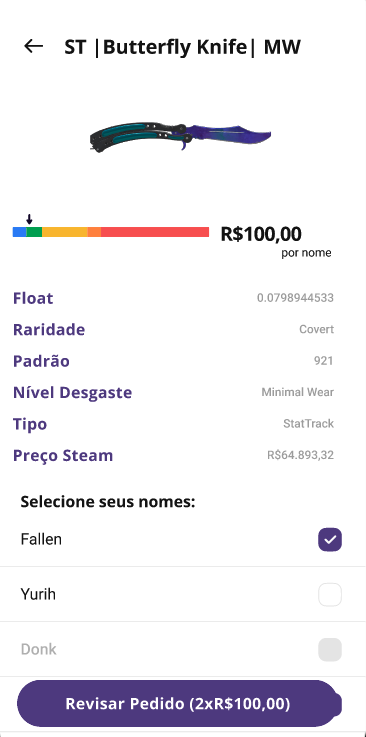 ST |Butterfly Knife| MW
R$100,00
por nome
Float 0.0798944533
Raridade Covert
Padrão 921
Nível Desgaste Minimal Wear
Tipo StatTrack
Preço Steam R$64.893,32
Selecione seus nomes:
Fallen
Yurih
Donk
Revisar Pedido (2xR$100,00)